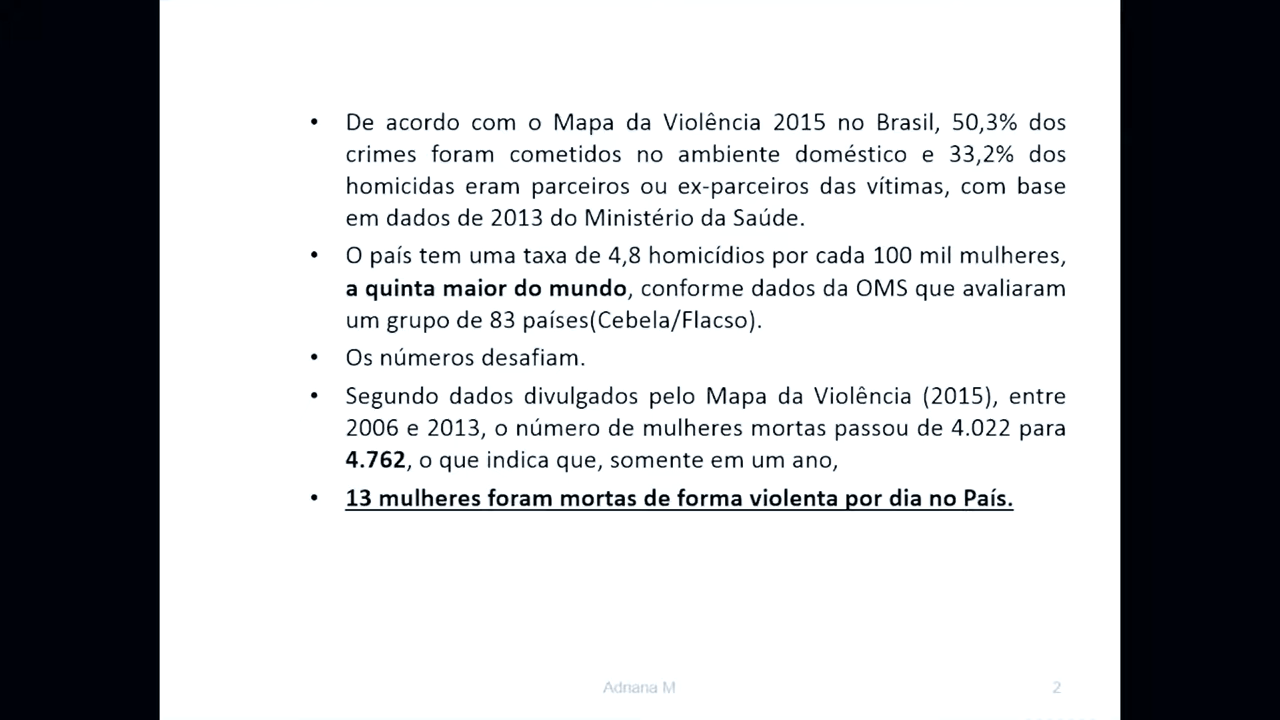 • De acordo com o Mapa da Violência 2015 no Brasil, 50,3% dos
crimes foram cometidos no ambiente doméstico e 33,2% dos
homicidas eram parceiros ou ex-parceiros das vítimas, com base
em dados de 2013 do Ministério da Saúde.
• O país tem uma taxa de 4,8 homicídios por cada 100 mil mulheres,
a quinta maior do mundo, conforme dados da OMS que avaliaram
um grupo de 83 países(Cebela/Flacso).
• Os números desafiam.
• Segundo dados divulgados pelo Mapa da Violência (2015), entre
2006 e 2013, o número de mulheres mortas passou de 4.022 para
4.762, o que indica que, somente em um ano,
• 13 mulheres foram mortas de forma violenta por dia no País.
Adriana M 2